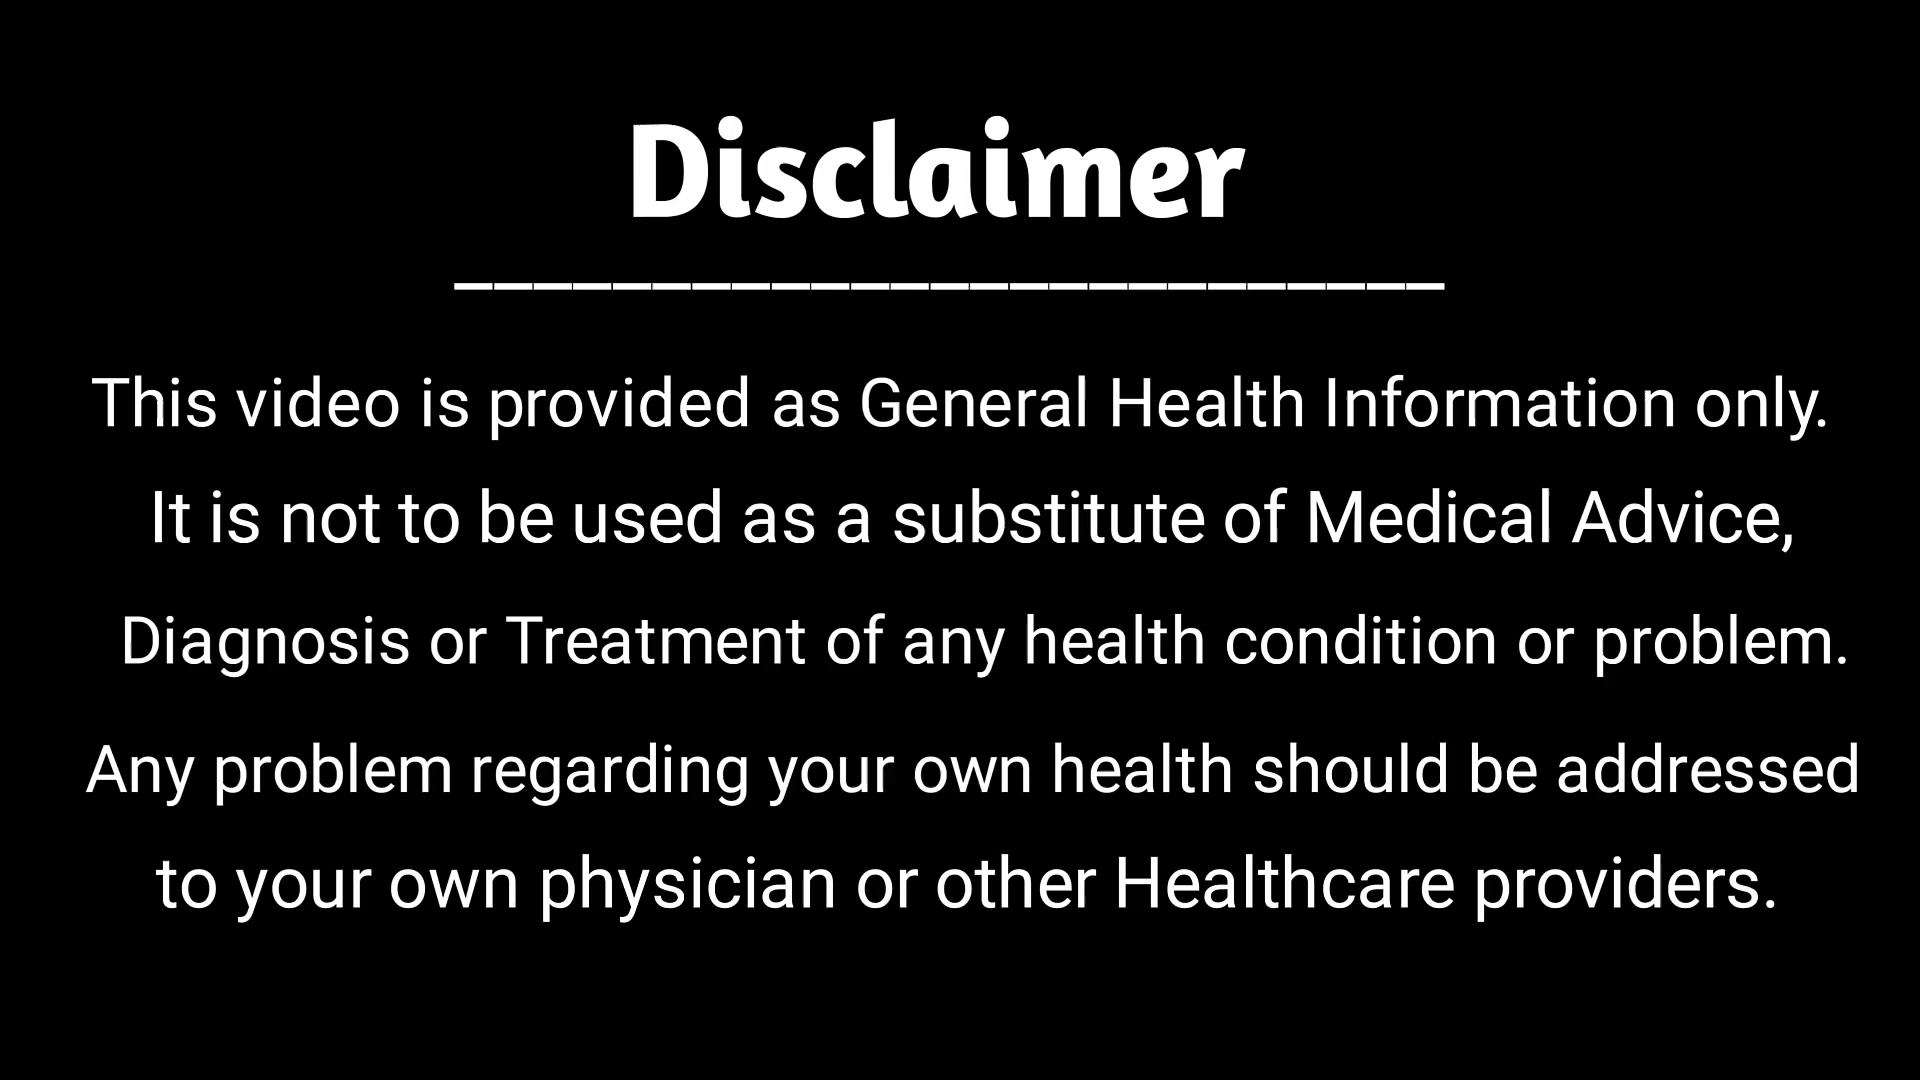 Disclaimer
This video is provided as General Health Information only.
It is not to be used as a substitute of Medical Advice,
Diagnosis or Treatment of any health condition or problem.
Any problem regarding your own health should be addressed
to your own physician or other Healthcare providers.